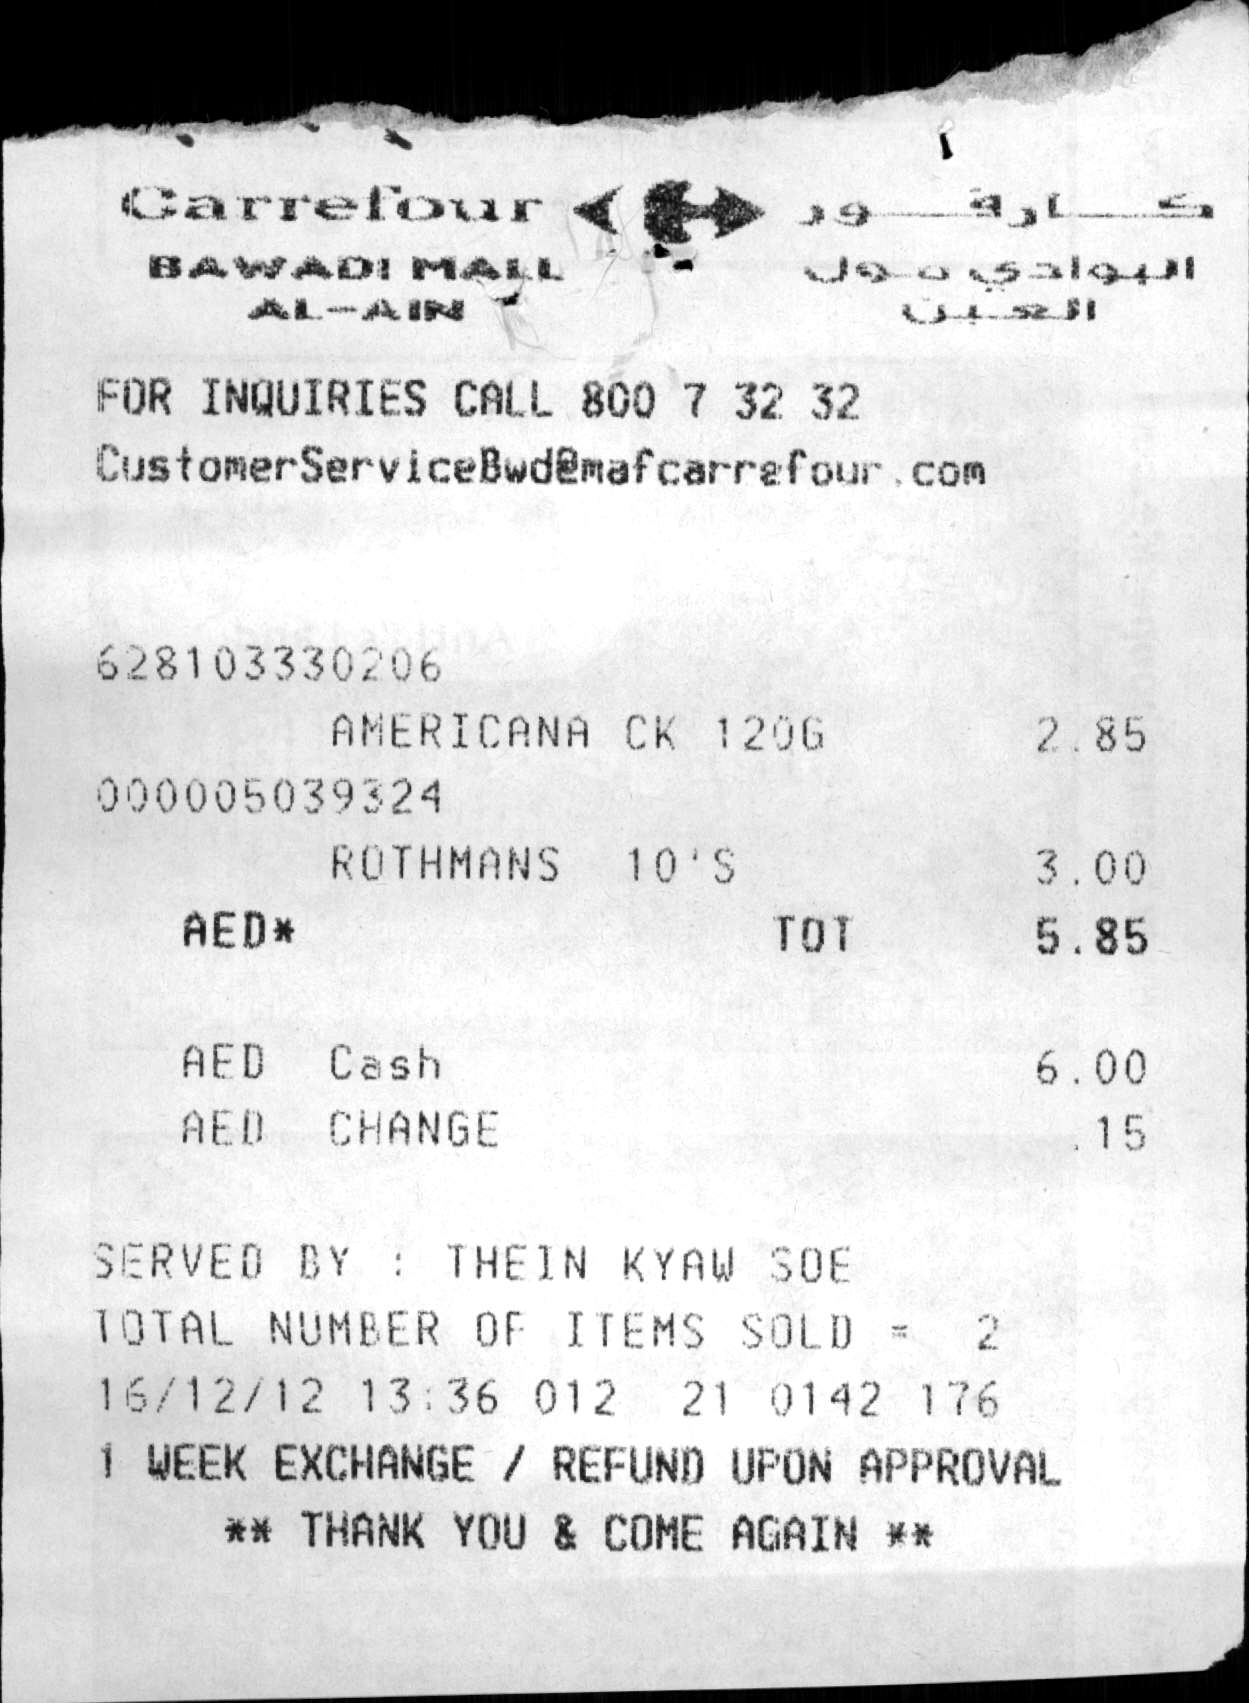 Carrefour كارفور
BAWADI MALL البوادي مول
AL-AIN العين
FOR INQUIRIES CALL 800 7 32 32
CustomerServiceBwd@mafcarrefour.com
628103330206
AMERICANA CK 120G 2.85
000005039324
ROTHMANS 10'S 3.00
AED* TOT 5.85
AED Cash 6.00
AED CHANGE .15
SERVED BY : THEIN KYAW SOE
TOTAL NUMBER OF ITEMS SOLD = 2
16/12/12 13:36 012 21 0142 176
1 WEEK EXCHANGE / REFUND UPON APPROVAL
** THANK YOU & COME AGAIN **